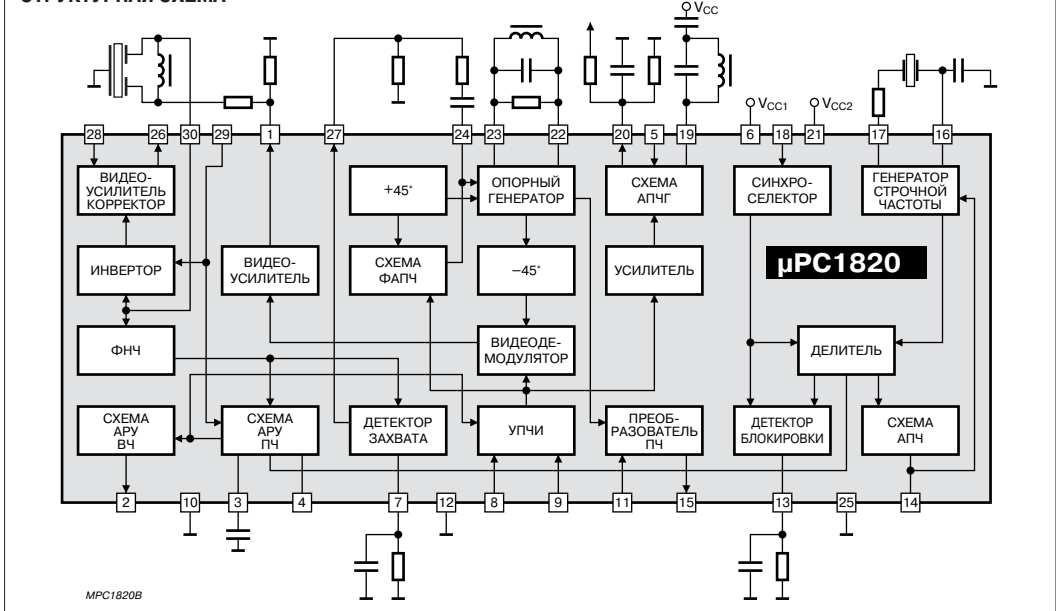 СТРУКТУРНАЯ СХЕМА
VCC
VCC1
VCC2
28
26
30
29
1
27
24
23
22
20
5
19
6
18
21
17
16
ВИДЕО-
УСИЛИТЕЛЬ
КОРРЕКТОР
+45°
ОПОРНЫЙ
ГЕНЕРАТОР
СХЕМА
АПЧГ
СИНХРО-
СЕЛЕКТОР
ГЕНЕРАТОР
СТРОЧНОЙ
ЧАСТОТЫ
ИНВЕРТОР
ВИДЕО-
УСИЛИТЕЛЬ
СХЕМА
ФАПЧ
–45°
УСИЛИТЕЛЬ
µPC1820
ФНЧ
ВИДЕОДЕ-
МОДУЛЯТОР
ДЕЛИТЕЛЬ
СХЕМА
АРУ
ВЧ
СХЕМА
АРУ
ПЧ
ДЕТЕКТОР
ЗАХВАТА
УПЧИ
ПРЕОБ-
РАЗОВАТЕЛЬ
ПЧ
ДЕТЕКТОР
БЛОКИРОВКИ
СХЕМА
АПЧ
2
10
3
4
7
12
8
9
11
15
13
25
14
MPC1820B